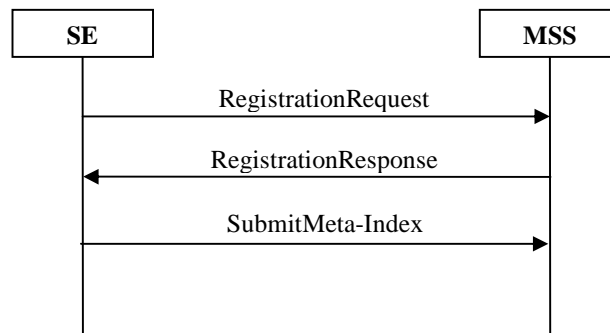 SE
MSS
RegistrationRequest
RegistrationResponse
SubmitMeta-Index